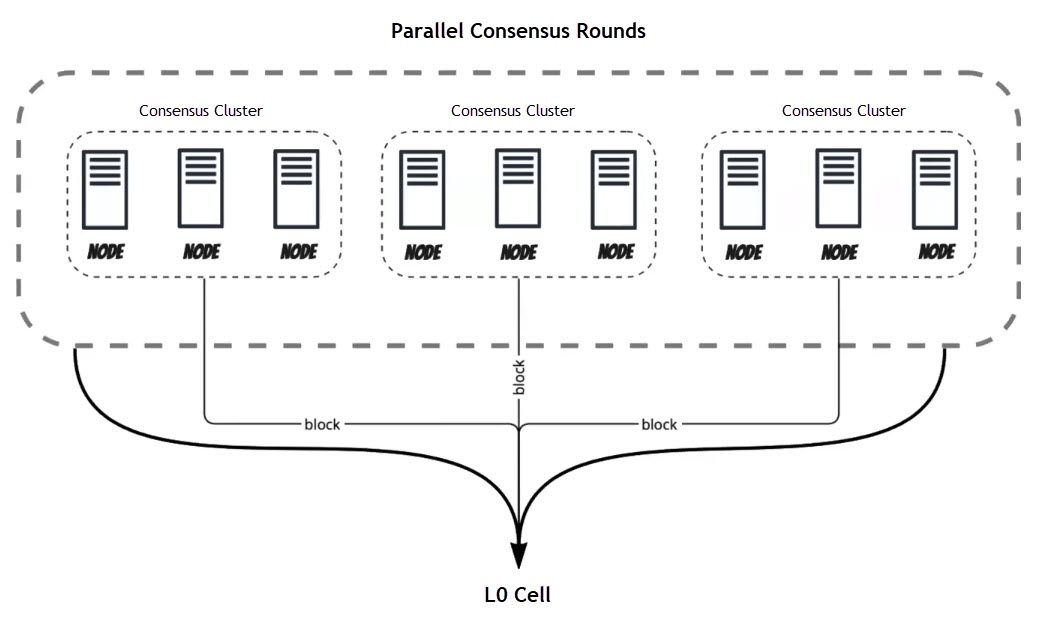 Parallel Consensus Rounds
Consensus Cluster Consensus Cluster Consensus Cluster
NODE NODE NODE NODE NODE NODE NODE NODE NODE
block
block block
L0 Cell